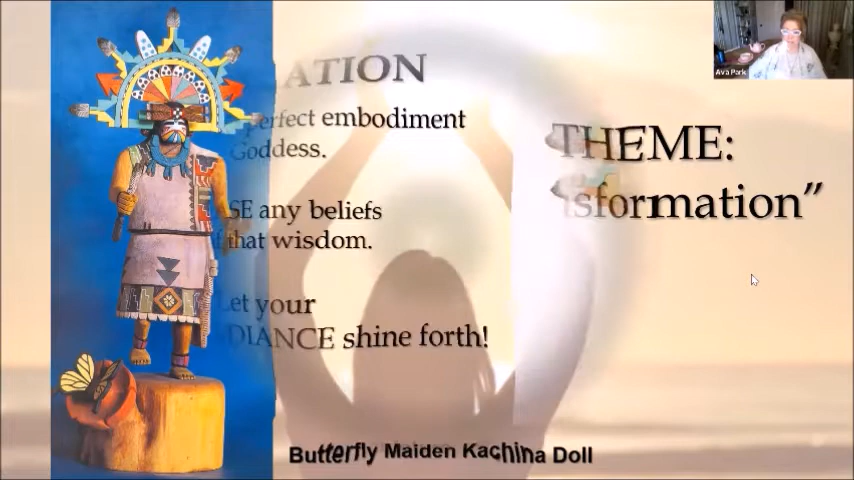 ATION
perfect embodiment
Goddess.
SE any beliefs
that wisdom.
Let your
DIANCE shine forth!
THEME:
sformation”
Butterfly Maiden Kachina Doll
Ava Park